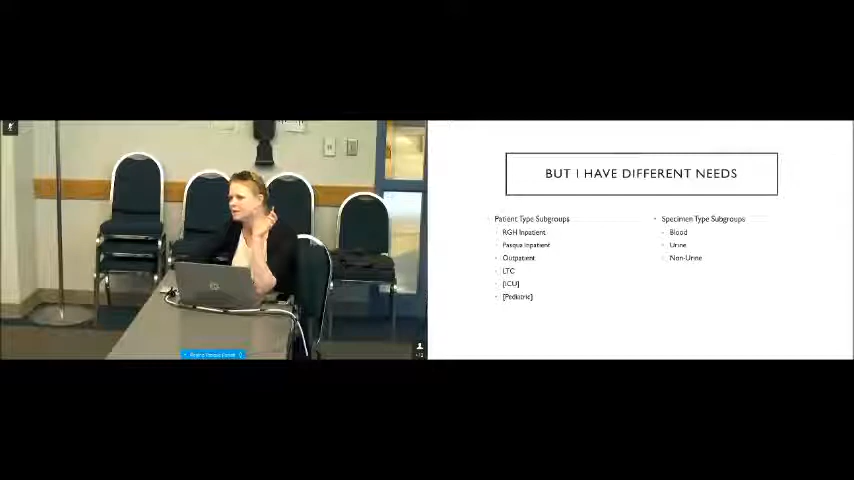 BUT I HAVE DIFFERENT NEEDS
Patient Type Subgroups
RGH Inpatient
Pasqua Inpatient
Outpatient
LTC
[ICU]
[Pediatric]
Specimen Type Subgroups
Blood
Urine
Non-Urine